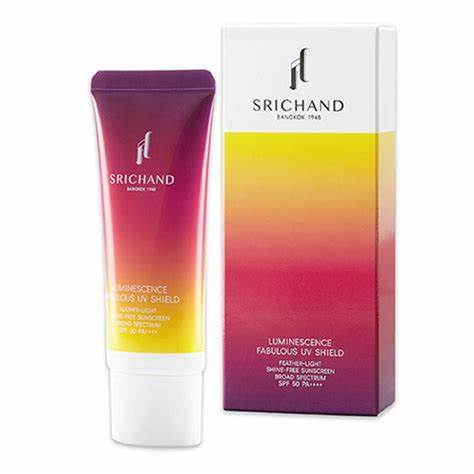 SRICHAND
BANGKOK 1948
LUMINESCENCE
FABULOUS UV SHIELD
FEATHER-LIGHT
SHINE-FREE SUNSCREEN
BROAD SPECTRUM
SPF 50 PA++++
SRICHAND
BANGKOK 1948
LUMINESCENCE
FABULOUS UV SHIELD
FEATHER-LIGHT
SHINE-FREE SUNSCREEN
BROAD SPECTRUM
SPF 50 PA++++